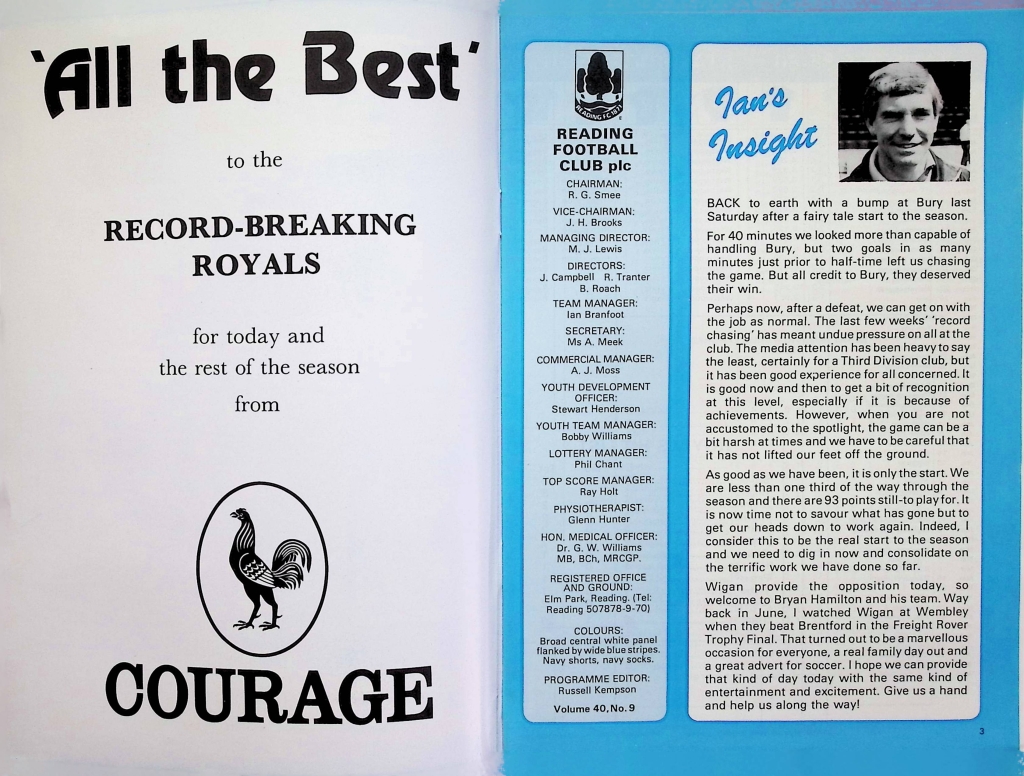 'All the Best'
to the
RECORD-BREAKING
ROYALS
for today and
the rest of the season
from
COURAGE
READING F.C. 1871
READING
FOOTBALL
CLUB plc
CHAIRMAN:
R. G. Smee
VICE-CHAIRMAN:
J. H. Brooks
MANAGING DIRECTOR:
M. J. Lewis
DIRECTORS:
J. Campbell R. Tranter
B. Roach
TEAM MANAGER:
Ian Branfoot
SECRETARY:
Ms A. Meek
COMMERCIAL MANAGER:
A. J. Moss
YOUTH DEVELOPMENT
OFFICER:
Stewart Henderson
YOUTH TEAM MANAGER:
Bobby Williams
LOTTERY MANAGER:
Phil Chant
TOP SCORE MANAGER:
Ray Holt
PHYSIOTHERAPIST:
Glenn Hunter
HON. MEDICAL OFFICER:
Dr. G. W. Williams
MB, BCh, MRCGP.
REGISTERED OFFICE
AND GROUND:
Elm Park, Reading. (Tel:
Reading 507878-9-70)
COLOURS:
Broad central white panel
flanked by wide blue stripes.
Navy shorts, navy socks.
PROGRAMME EDITOR:
Russell Kempson
Volume 40, No. 9
Ian's
Insight
BACK to earth with a bump at Bury last
Saturday after a fairy tale start to the season.
For 40 minutes we looked more than capable of
handling Bury, but two goals in as many
minutes just prior to half-time left us chasing
the game. But all credit to Bury, they deserved
their win.
Perhaps now, after a defeat, we can get on with
the job as normal. The last few weeks' 'record
chasing' has meant undue pressure on all at the
club. The media attention has been heavy to say
the least, certainly for a Third Division club, but
it has been good experience for all concerned. It
is good now and then to get a bit of recognition
at this level, especially if it is because of
achievements. However, when you are not
accustomed to the spotlight, the game can be a
bit harsh at times and we have to be careful that
it has not lifted our feet off the ground.
As good as we have been, it is only the start. We
are less than one third of the way through the
season and there are 93 points still-to play for. It
is now time not to savour what has gone but to
get our heads down to work again. Indeed, I
consider this to be the real start to the season
and we need to dig in now and consolidate on
the terrific work we have done so far.
Wigan provide the opposition today, so
welcome to Bryan Hamilton and his team. Way
back in June, I watched Wigan at Wembley
when they beat Brentford in the Freight Rover
Trophy Final. That turned out to be a marvellous
occasion for everyone, a real family day out and
a great advert for soccer. I hope we can provide
that kind of day today with the same kind of
entertainment and excitement. Give us a hand
and help us along the way!
3